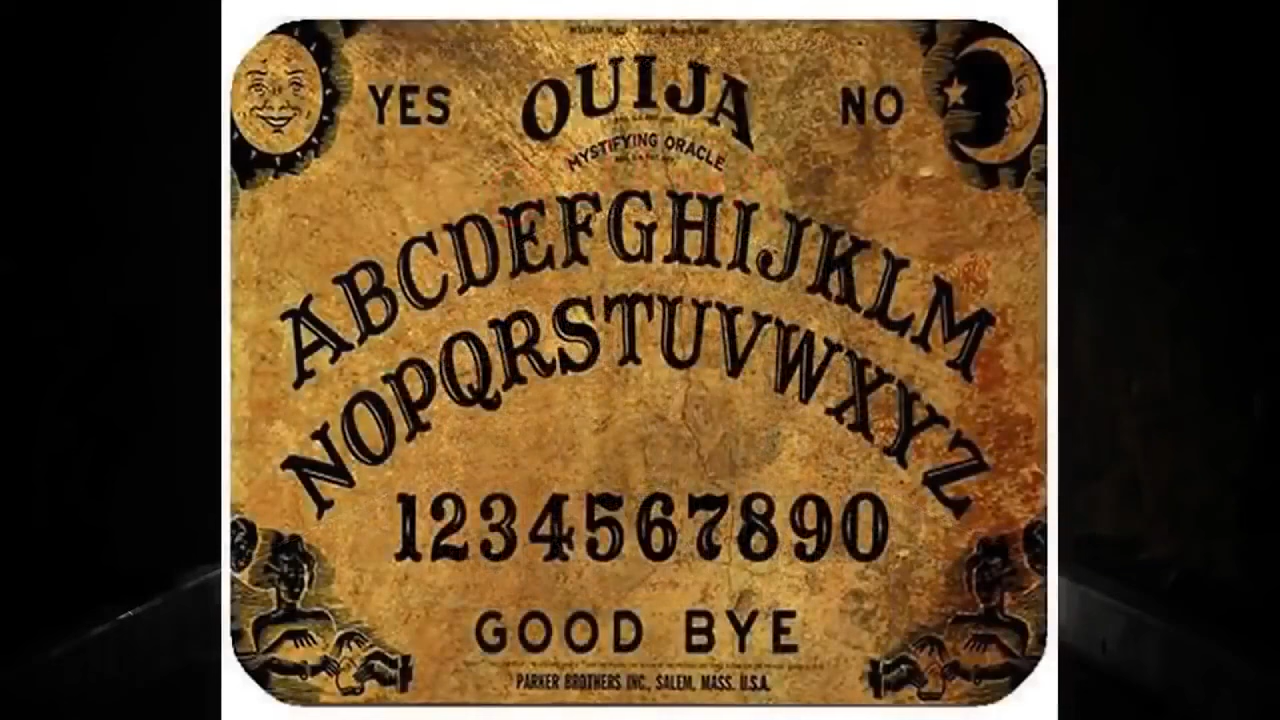 YES OUIJA NO
MYSTIFYING ORACLE
ABCDEFGHIJKLM
NOPQRSTUVWXYZ
1234567890
GOOD BYE
PARKER BROTHERS INC., SALEM, MASS. U.S.A.